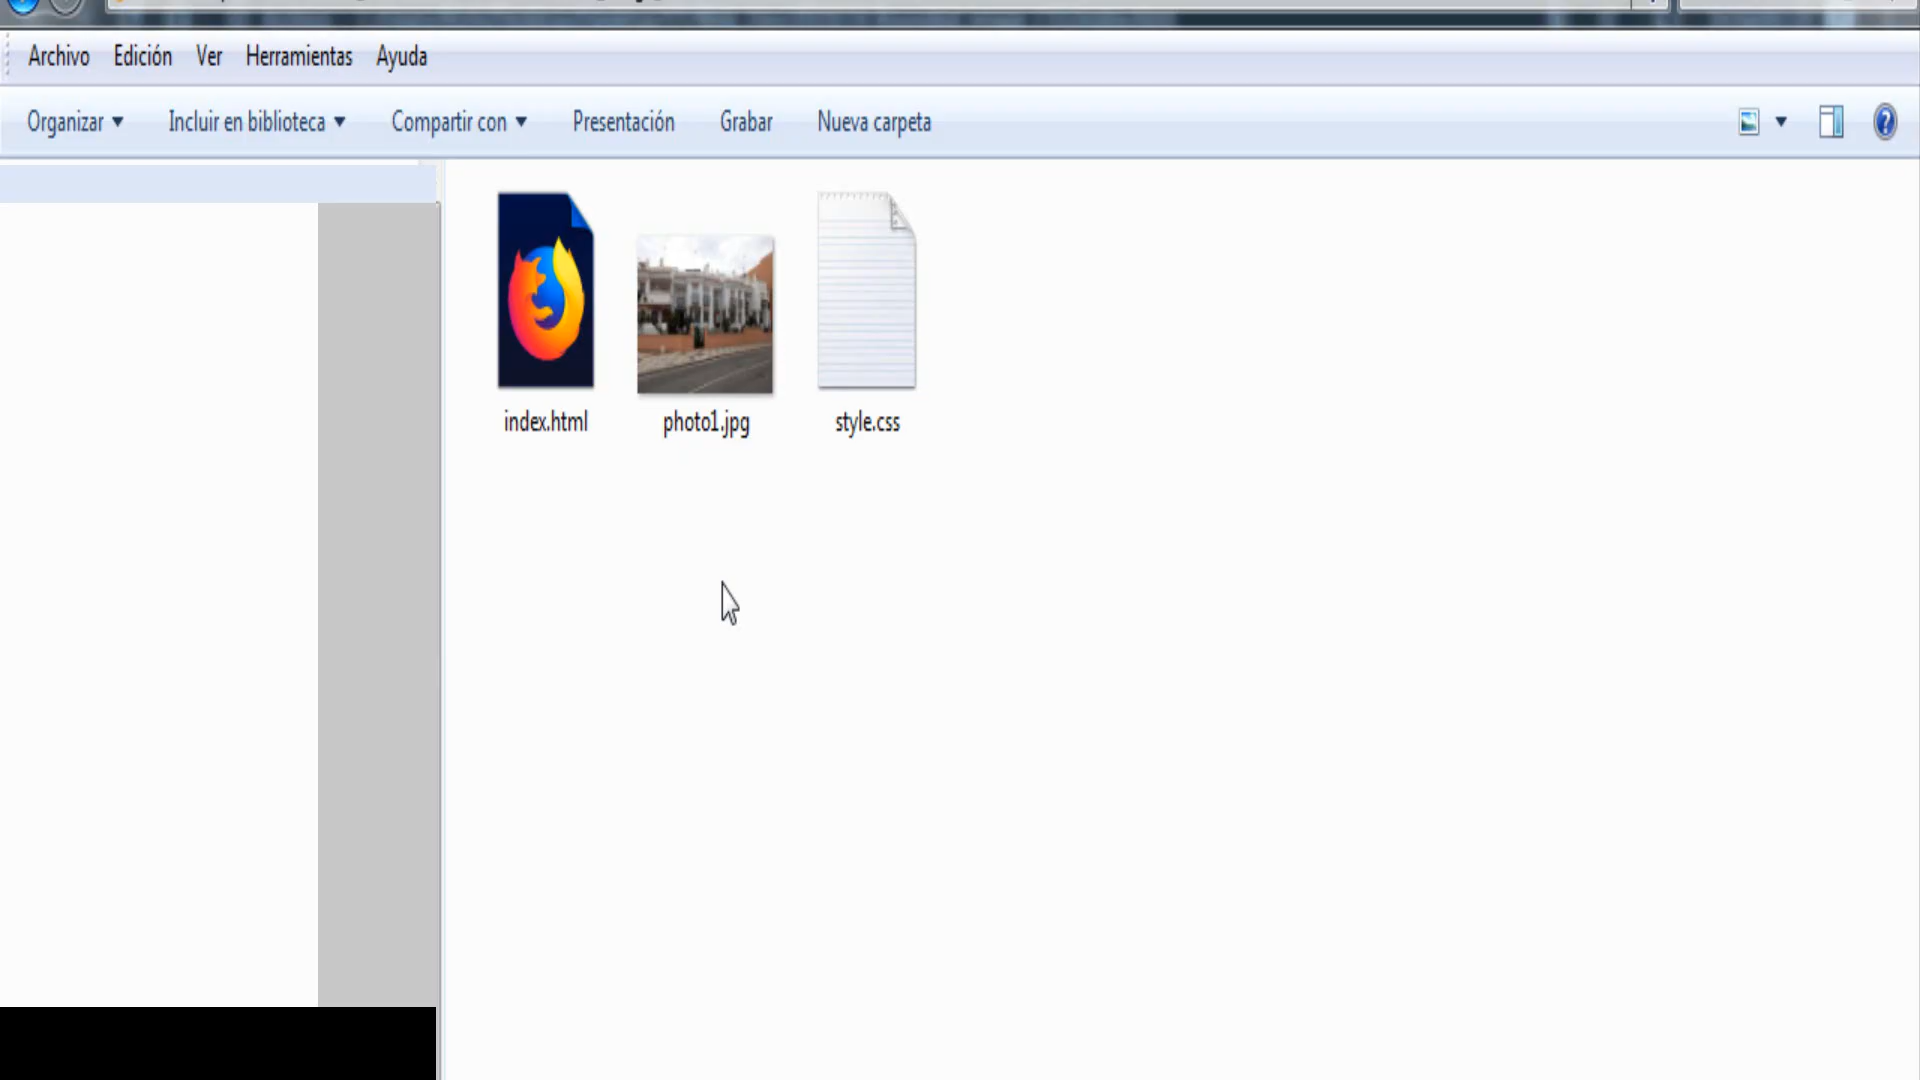 Archivo Edición Ver Herramientas Ayuda
Organizar Incluir en biblioteca Compartir con Presentación Grabar Nueva carpeta
index.html photo1.jpg style.css